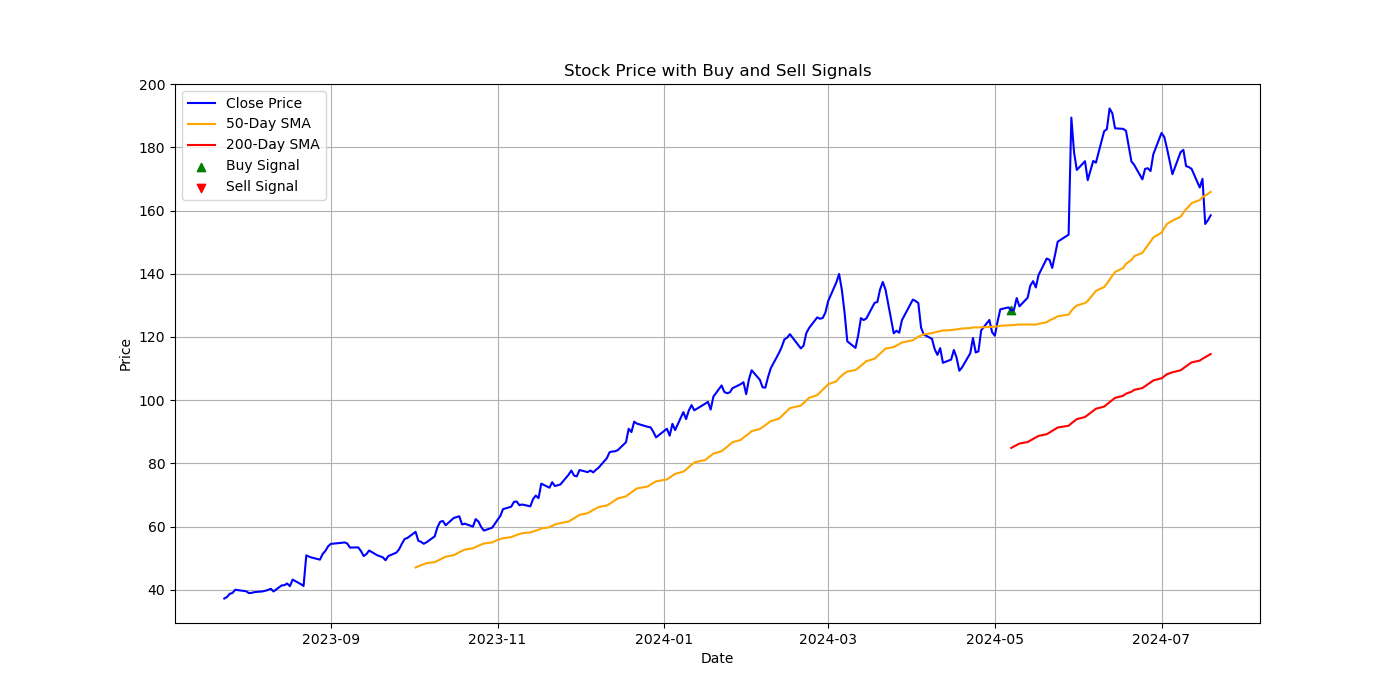 Stock Price with Buy and Sell Signals
Close Price
50-Day SMA
200-Day SMA
Buy Signal
Sell Signal
200
180
160
140
120
100
80
60
40
Price
2023-09 2023-11 2024-01 2024-03 2024-05 2024-07
Date